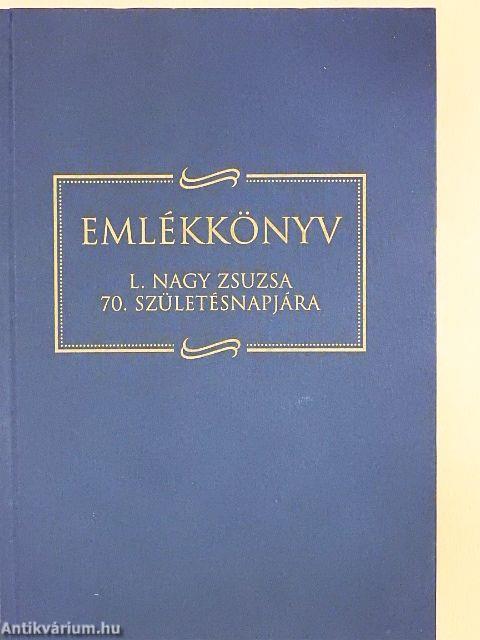 EMLÉKKÖNYV
L. NAGY ZSUZSA
70. SZÜLETÉSNAPJÁRA
Antikvárium.hu